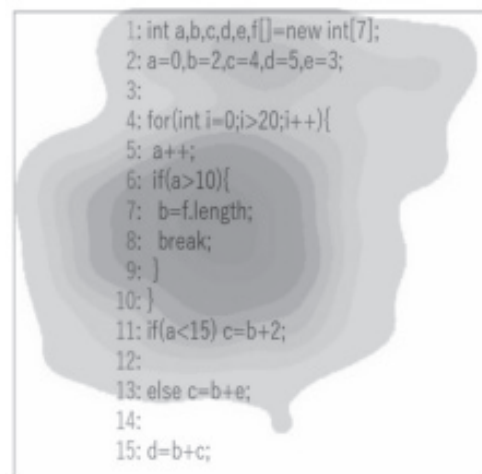 1: int a,b,c,d,e,f[]=new int[7];
2: a=0,b=2,c=4,d=5,e=3;
3:
4: for(int i=0;i>20;i++){
5: a++;
6: if(a>10){
7: b=f.length;
8: break;
9: }
10: }
11: if(a<15) c=b+2;
12:
13: else c=b+e;
14:
15: d=b+c;